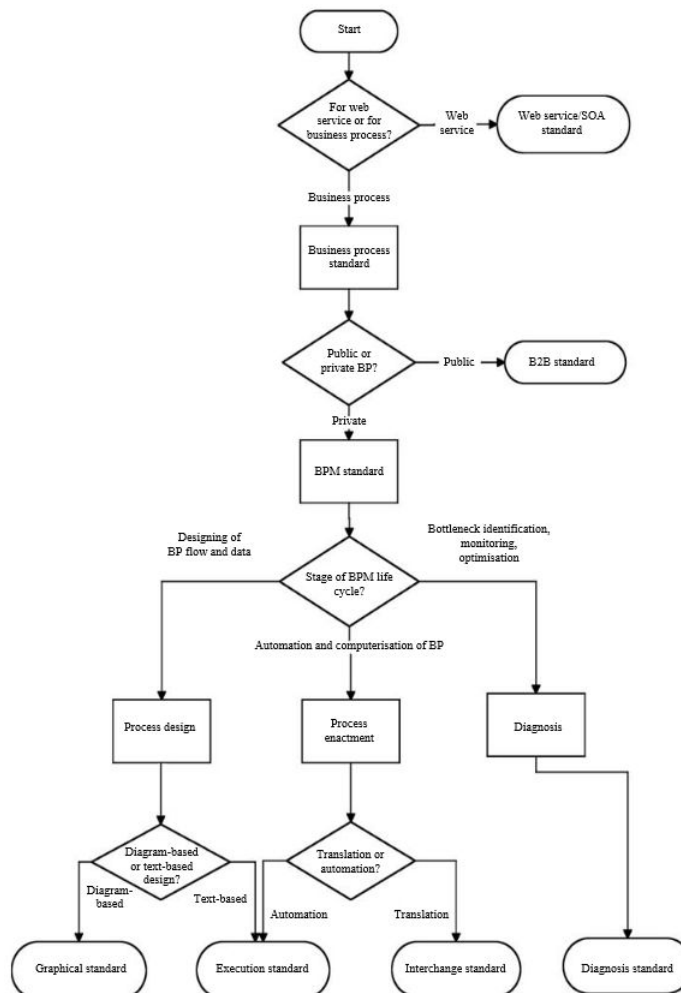 Start
For web
service or for
business process?
Web
service
Web service/SOA
standard
Business process
Business process
standard
Public or
private BP?
Public
B2B standard
Private
BPM standard
Designing of
BP flow and data
Bottleneck identification,
monitoring,
optimisation
Stage of BPM life
cycle?
Automation and computerisation of BP
Process design
Process
enactment
Diagnosis
Diagram-based
or text-based
design?
Translation or
automation?
Diagram-
based
Text-based
Automation
Translation
Graphical standard
Execution standard
Interchange standard
Diagnosis standard